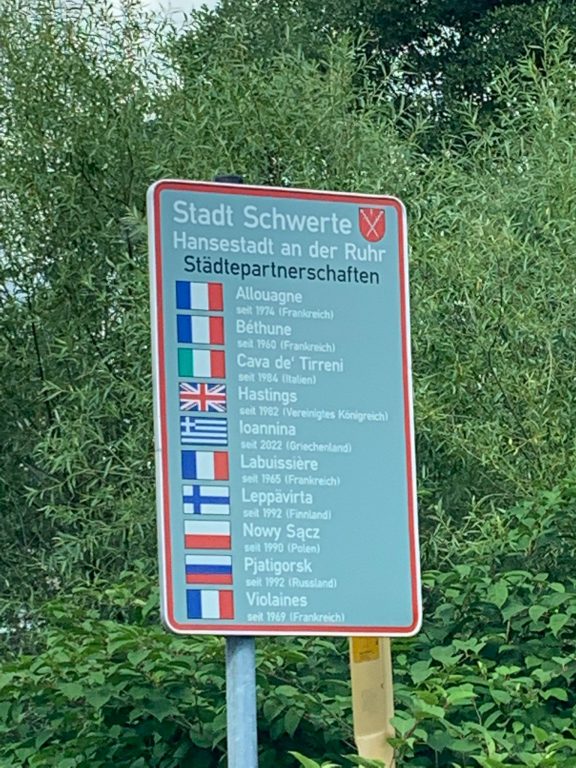 Stadt Schwerte
Hansestadt an der Ruhr
Städtepartnerschaften
Allouagne
seit 1974 (Frankreich)
Béthune
seit 1960 (Frankreich)
Cava de' Tirreni
seit 1984 (Italien)
Hastings
seit 1982 (Vereinigtes Königreich)
Ioannina
seit 2022 (Griechenland)
Labuissière
seit 1965 (Frankreich)
Leppävirta
seit 1992 (Finnland)
Nowy Sącz
seit 1990 (Polen)
Pjatigorsk
seit 1992 (Russland)
Violaines
seit 1969 (Frankreich)